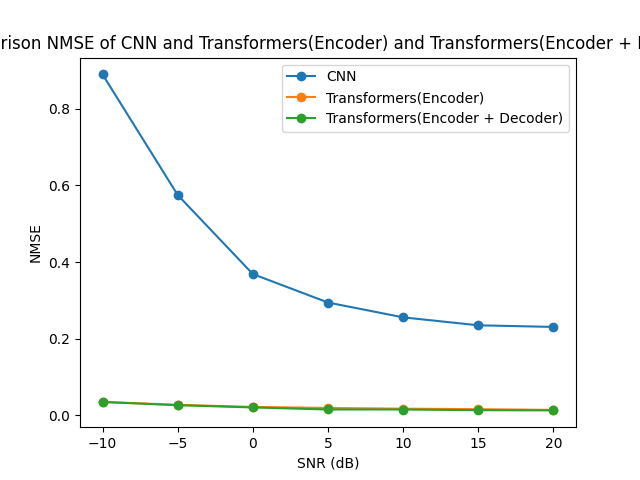 rison NMSE of CNN and Transformers(Encoder) and Transformers(Encoder +
CNN
Transformers(Encoder)
Transformers(Encoder + Decoder)
0.8
0.6
0.4
0.2
0.0
NMSE
−10 −5 0 5 10 15 20
SNR (dB)